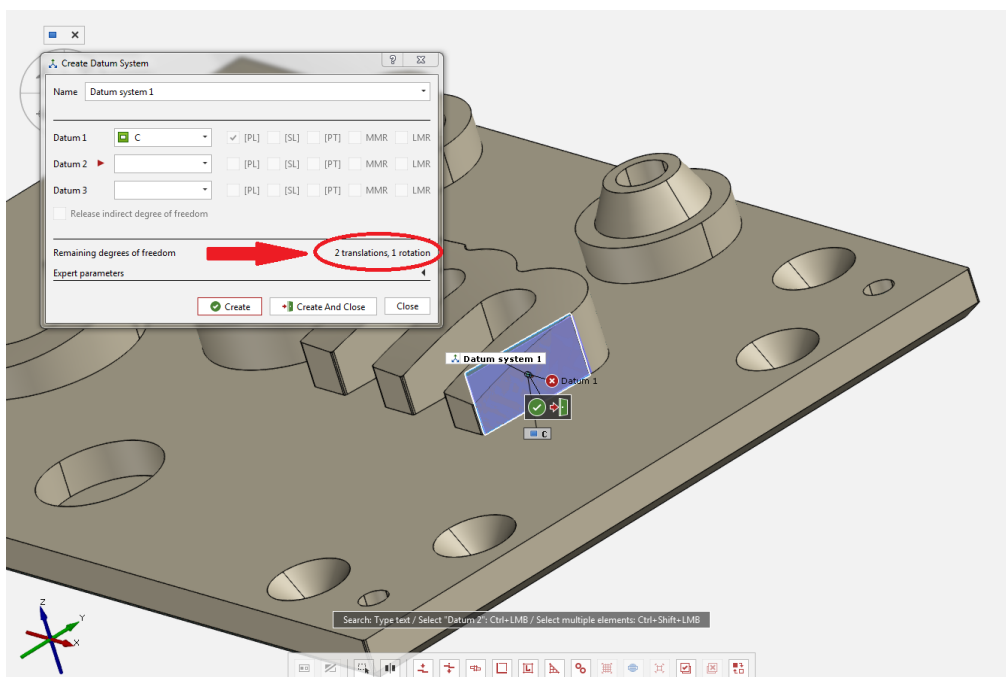 Create Datum System
Name Datum system 1
Datum 1 C [PL] [SL] [PT] MMR LMR
Datum 2 [PL] [SL] [PT] MMR LMR
Datum 3 [PL] [SL] [PT] MMR LMR
Release indirect degree of freedom
Remaining degrees of freedom 2 translations, 1 rotation
Expert parameters
Create Create And Close Close
Datum system 1
Datum 1
C
Z
Y
X
Search: Type text / Select "Datum 2": Ctrl+LMB / Select multiple elements: Ctrl+Shift+LMB